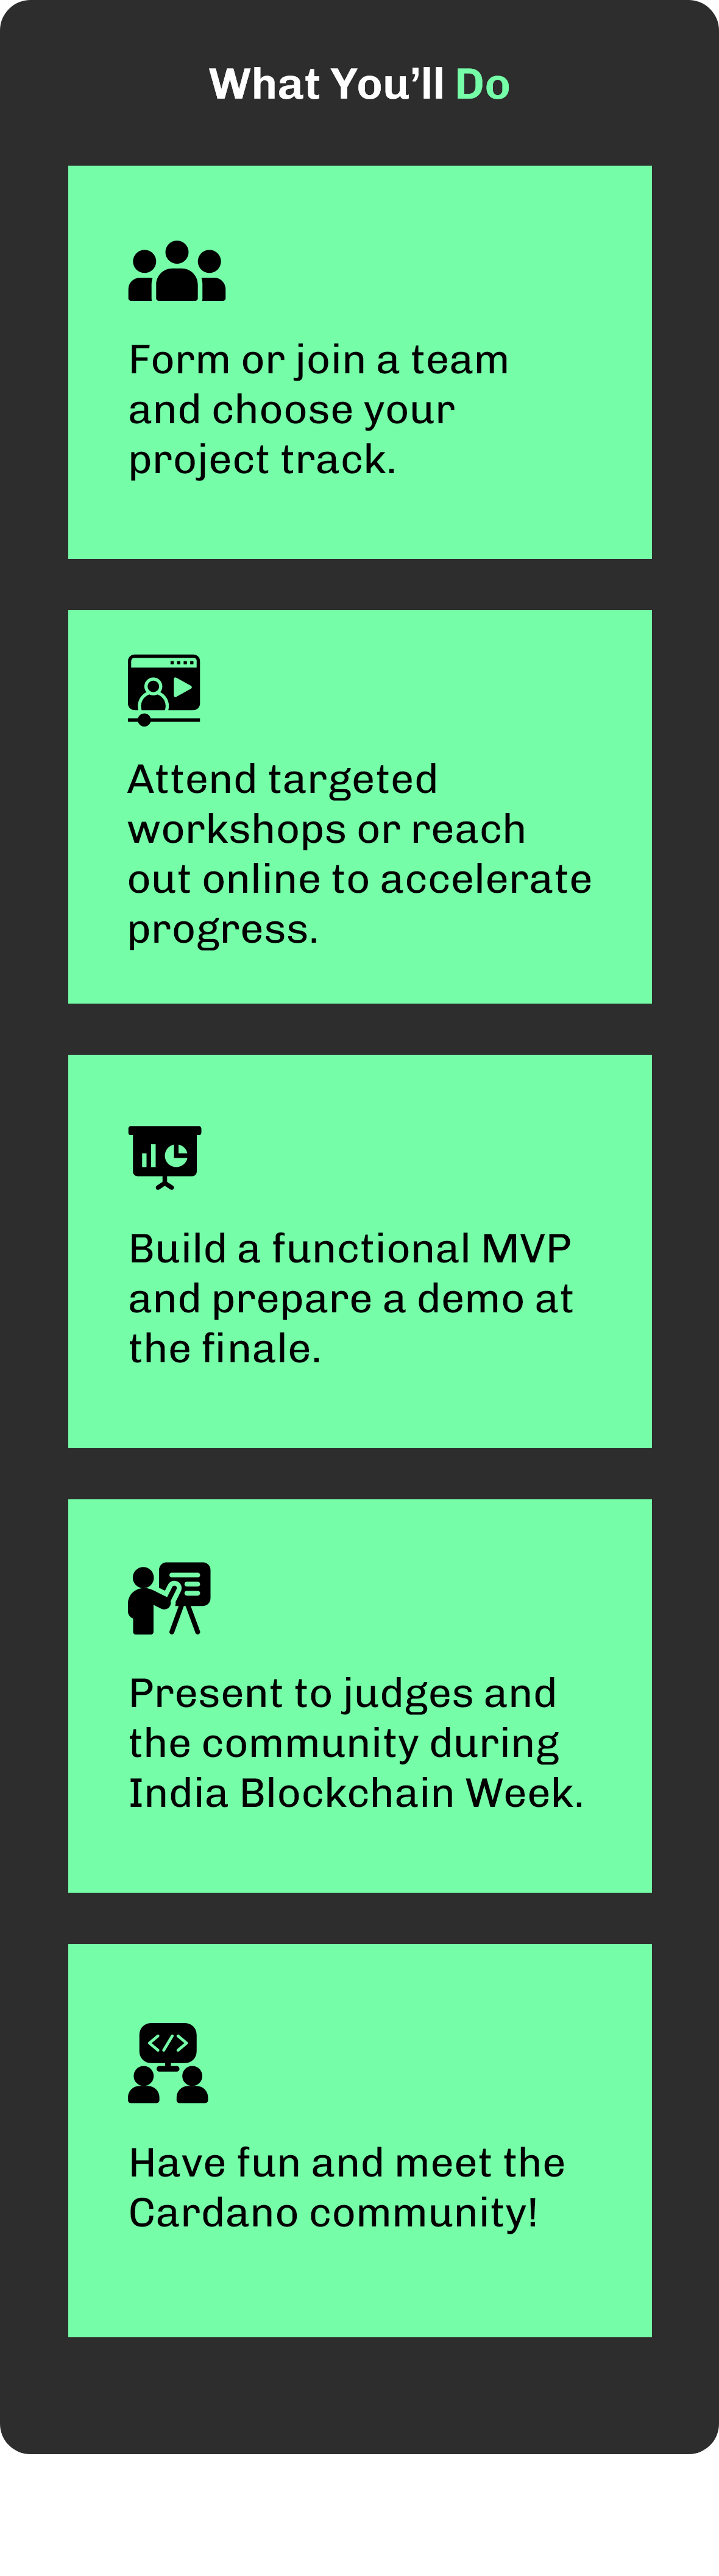 What You’ll Do
Form or join a team
and choose your
project track.
Attend targeted
workshops or reach
out online to accelerate
progress.
Build a functional MVP
and prepare a demo at
the finale.
Present to judges and
the community during
India Blockchain Week.
Have fun and meet the
Cardano community!